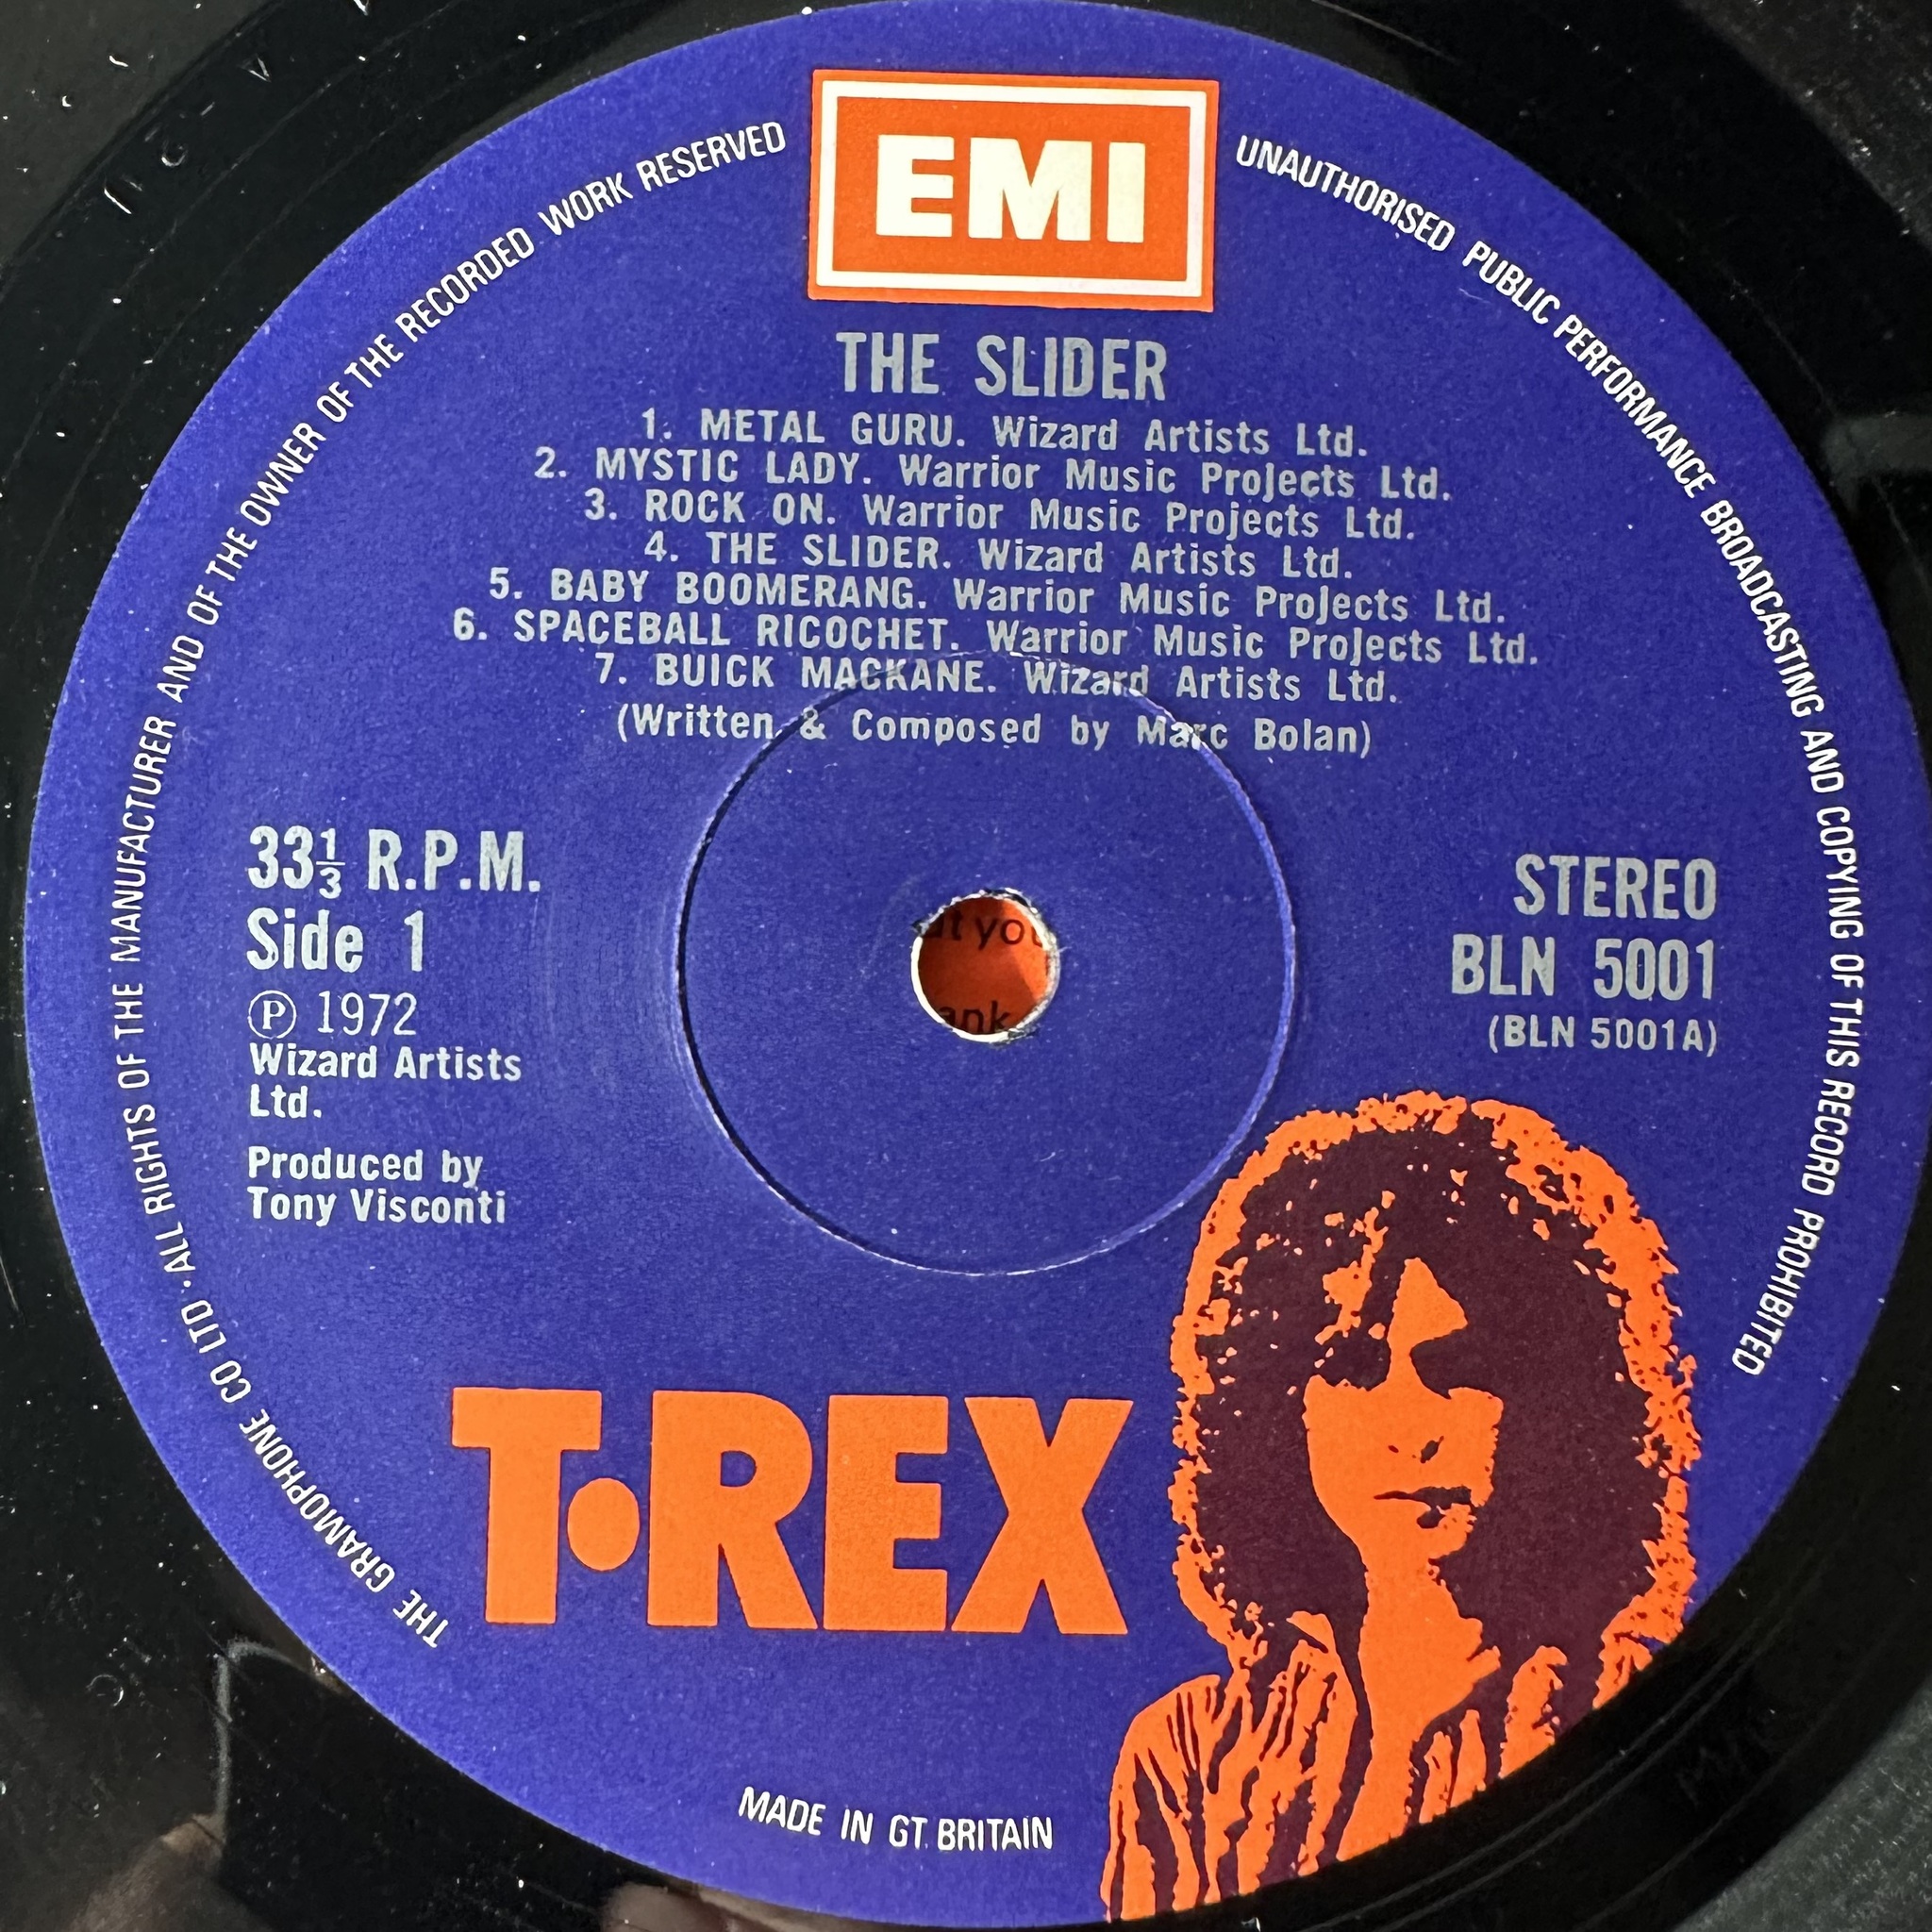 EMI
THE GRAMOPHONE CO LTD · ALL RIGHTS OF THE MANUFACTURER AND OF THE OWNER OF THE RECORDED WORK RESERVED
UNAUTHORISED PUBLIC PERFORMANCE BROADCASTING AND COPYING OF THIS RECORD PROHIBITED
THE SLIDER
1. METAL GURU. Wizard Artists Ltd.
2. MYSTIC LADY. Warrior Music Projects Ltd.
3. ROCK ON. Warrior Music Projects Ltd.
4. THE SLIDER. Wizard Artists Ltd.
5. BABY BOOMERANG. Warrior Music Projects Ltd.
6. SPACEBALL RICOCHET. Warrior Music Projects Ltd.
7. BUICK MACKANE. Wizard Artists Ltd.
(Written & Composed by Marc Bolan)
33⅓ R.P.M.
Side 1
Ⓟ 1972
Wizard Artists
Ltd.
Produced by
Tony Visconti
STEREO
BLN 5001
(BLN 5001A)
T•REX
MADE IN GT. BRITAIN